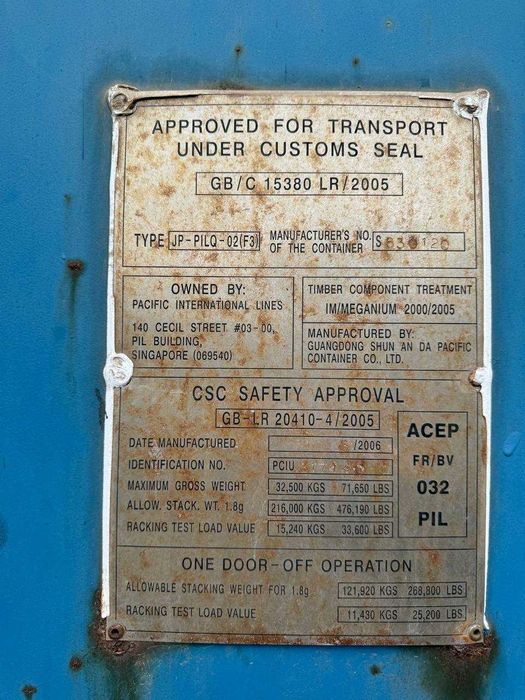 APPROVED FOR TRANSPORT
UNDER CUSTOMS SEAL
GB/C 15380 LR/2005
TYPE JP-PILQ-02(F3)
MANUFACTURER'S NO.
OF THE CONTAINER
OWNED BY:
PACIFIC INTERNATIONAL LINES
140 CECIL STREET #03-00,
PIL BUILDING,
SINGAPORE (069540)
TIMBER COMPONENT TREATMENT
IM/MEGANIUM 2000/2005
MANUFACTURED BY:
GUANGDONG SHUN AN DA PACIFIC
CONTAINER CO., LTD.
CSC SAFETY APPROVAL
GB-LR 20410-4/2005
DATE MANUFACTURED /2006
IDENTIFICATION NO. PCIU
MAXIMUM GROSS WEIGHT 32,500 KGS 71,650 LBS
ALLOW. STACK. WT. 1.8g 216,000 KGS 476,190 LBS
RACKING TEST LOAD VALUE 15,240 KGS 33,600 LBS
ACEP
FR/BV
032
PIL
ONE DOOR-OFF OPERATION
ALLOWABLE STACKING WEIGHT FOR 1.8g 121,920 KGS 268,800 LBS
RACKING TEST LOAD VALUE 11,430 KGS 25,200 LBS